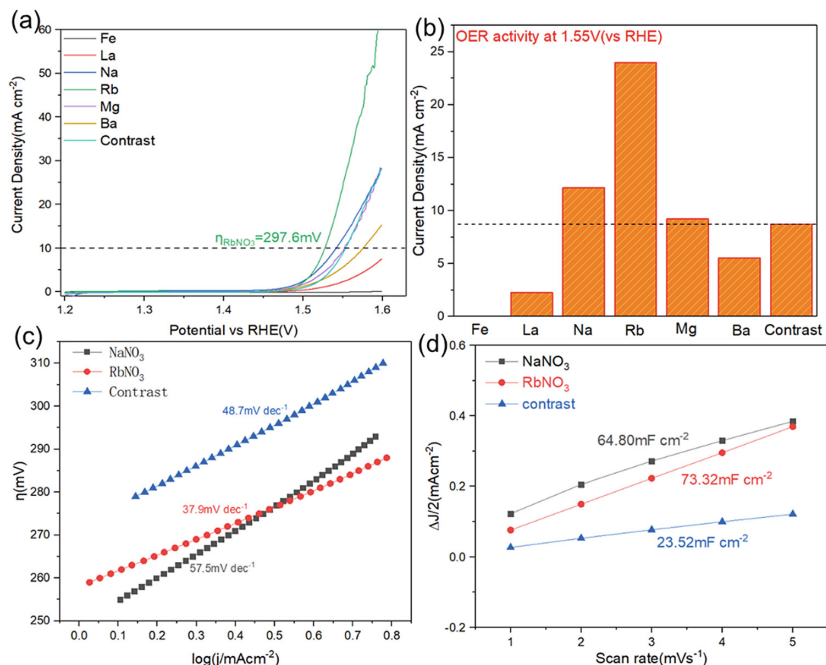 (a)
Fe
La
Na
Rb
Mg
Ba
Contrast
ηRbNO₃=297.6mV
60
50
40
30
20
10
0
Current Density(mA cm⁻²)
1.2 1.3 1.4 1.5 1.6
Potential vs RHE(V)
(b)
OER activity at 1.55V(vs RHE)
25
20
15
10
5
0
Current Density(mA cm⁻²)
Fe La Na Rb Mg Ba Contrast
(c)
NaNO₃
RbNO₃
Contrast
48.7mV dec⁻¹
37.9mV dec⁻¹
57.5mV dec⁻¹
310
300
290
280
270
260
250
η(mV)
0.0 0.1 0.2 0.3 0.4 0.5 0.6 0.7 0.8
log(j/mAcm⁻²)
(d)
NaNO₃
RbNO₃
contrast
64.80mF cm⁻²
73.32mF cm⁻²
23.52mF cm⁻²
0.6
0.4
0.2
0.0
-0.2
ΔJ/2(mAcm⁻²)
1 2 3 4 5
Scan rate(mVs⁻¹)